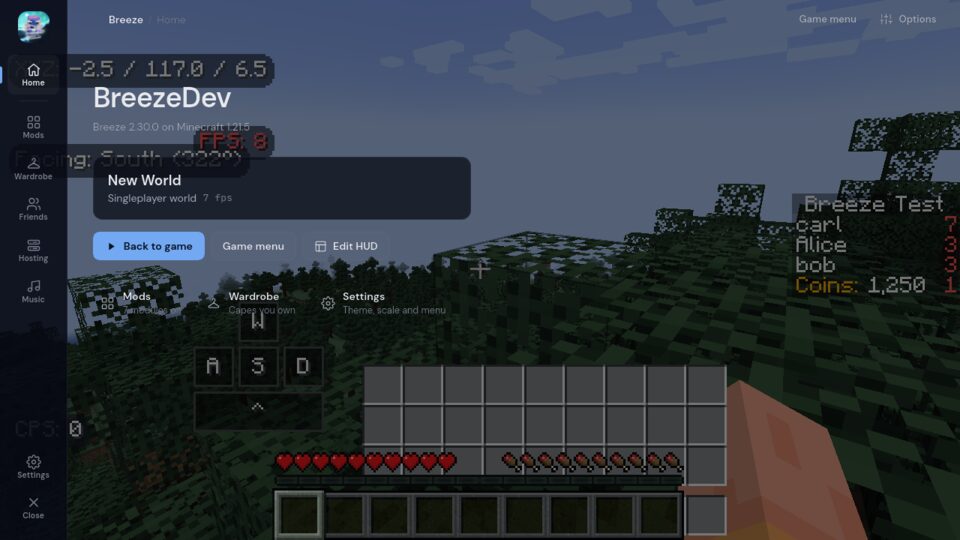 Breeze / Home
Game menu
Options
-2.5 / 117.0 / 6.5
Home
BreezeDev
Breeze 2.30.0 on Minecraft 1.21.5
FPS: 8
Mods
Facing: South (322°)
Wardrobe
New World
Singleplayer world 7 fps
Friends
Breeze Test
carl 7
Alice 3
bob 3
Coins: 1,250 1
Back to game
Game menu
Edit HUD
Hosting
Music
Mods
Wardrobe
Capes you own
Settings
Theme, scale and menu
W
A
S
D
^
CPS: 0
Settings
Close